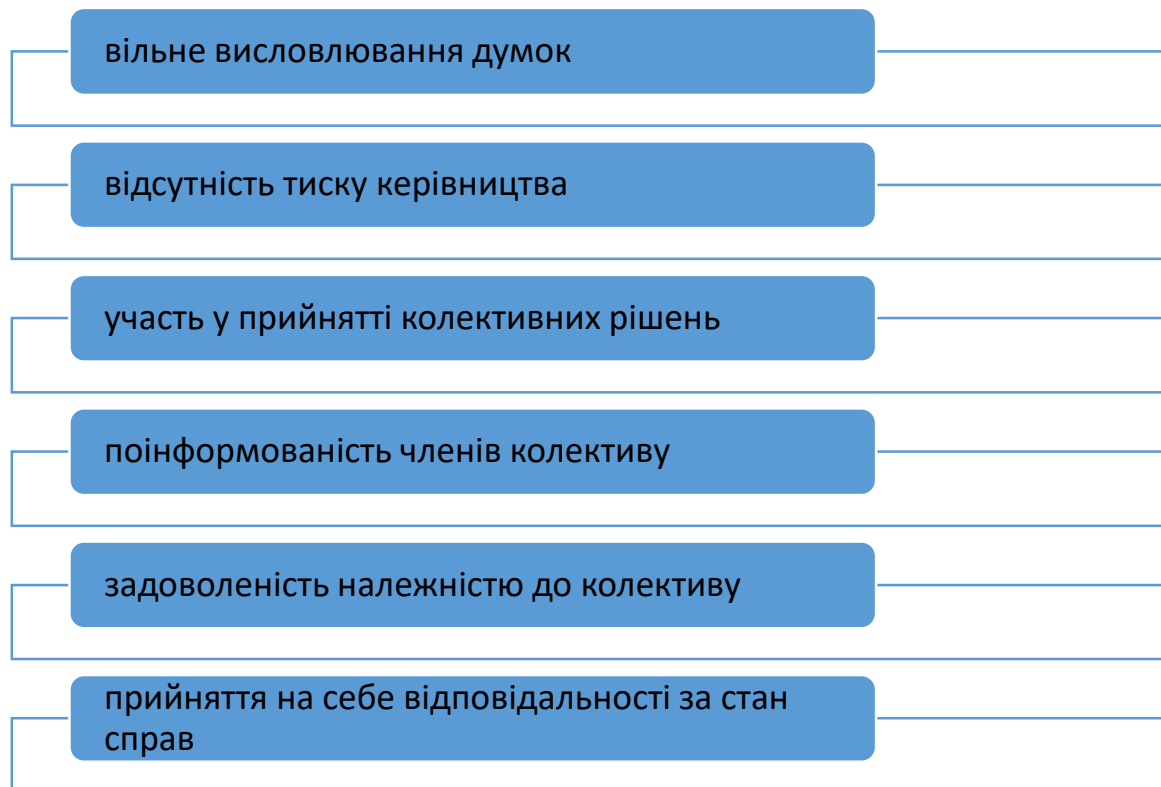 вільне висловлювання думок
відсутність тиску керівництва
участь у прийнятті колективних рішень
поінформованість членів колективу
задоволеність належністю до колективу
прийняття на себе відповідальності за стан
справ